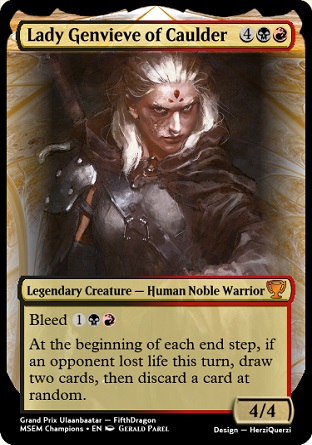 Lady Genvieve of Caulder 4
Legendary Creature — Human Noble Warrior
Bleed 1
At the beginning of each end step, if
an opponent lost life this turn, draw
two cards, then discard a card at
random.
4/4
Grand Prix Ulaanbaatar — FifthDragon
MSEM Champions • EN GERALD PAREL
Design — HerziQuerzi